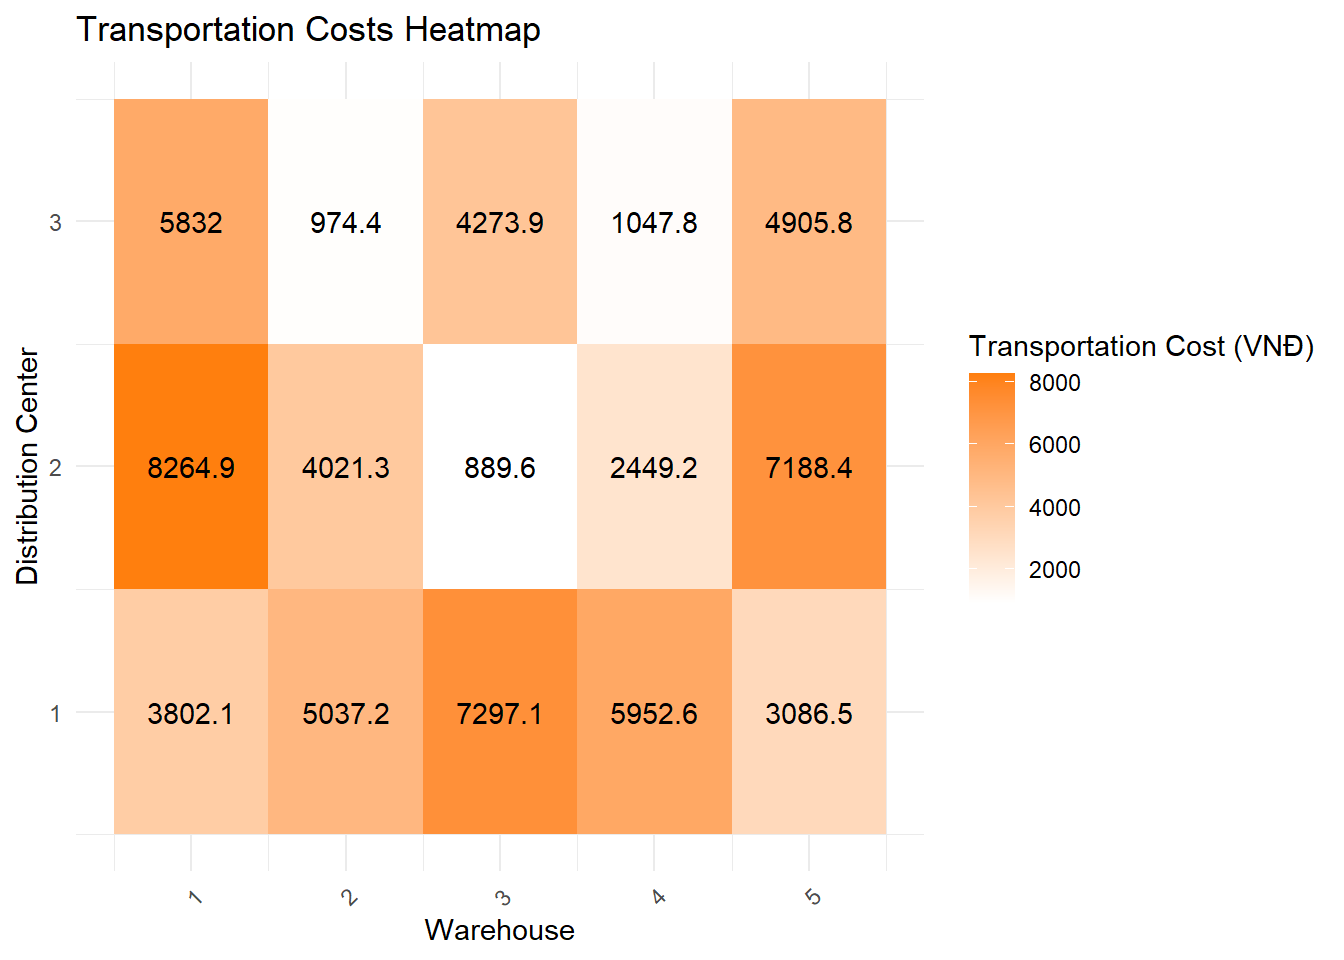 Transportation Costs Heatmap
3
5832 974.4 4273.9 1047.8 4905.8
Distribution Center
2
8264.9 4021.3 889.6 2449.2 7188.4
1
3802.1 5037.2 7297.1 5952.6 3086.5
1 2 3 4 5
Warehouse
Transportation Cost (VNĐ)
8000
6000
4000
2000